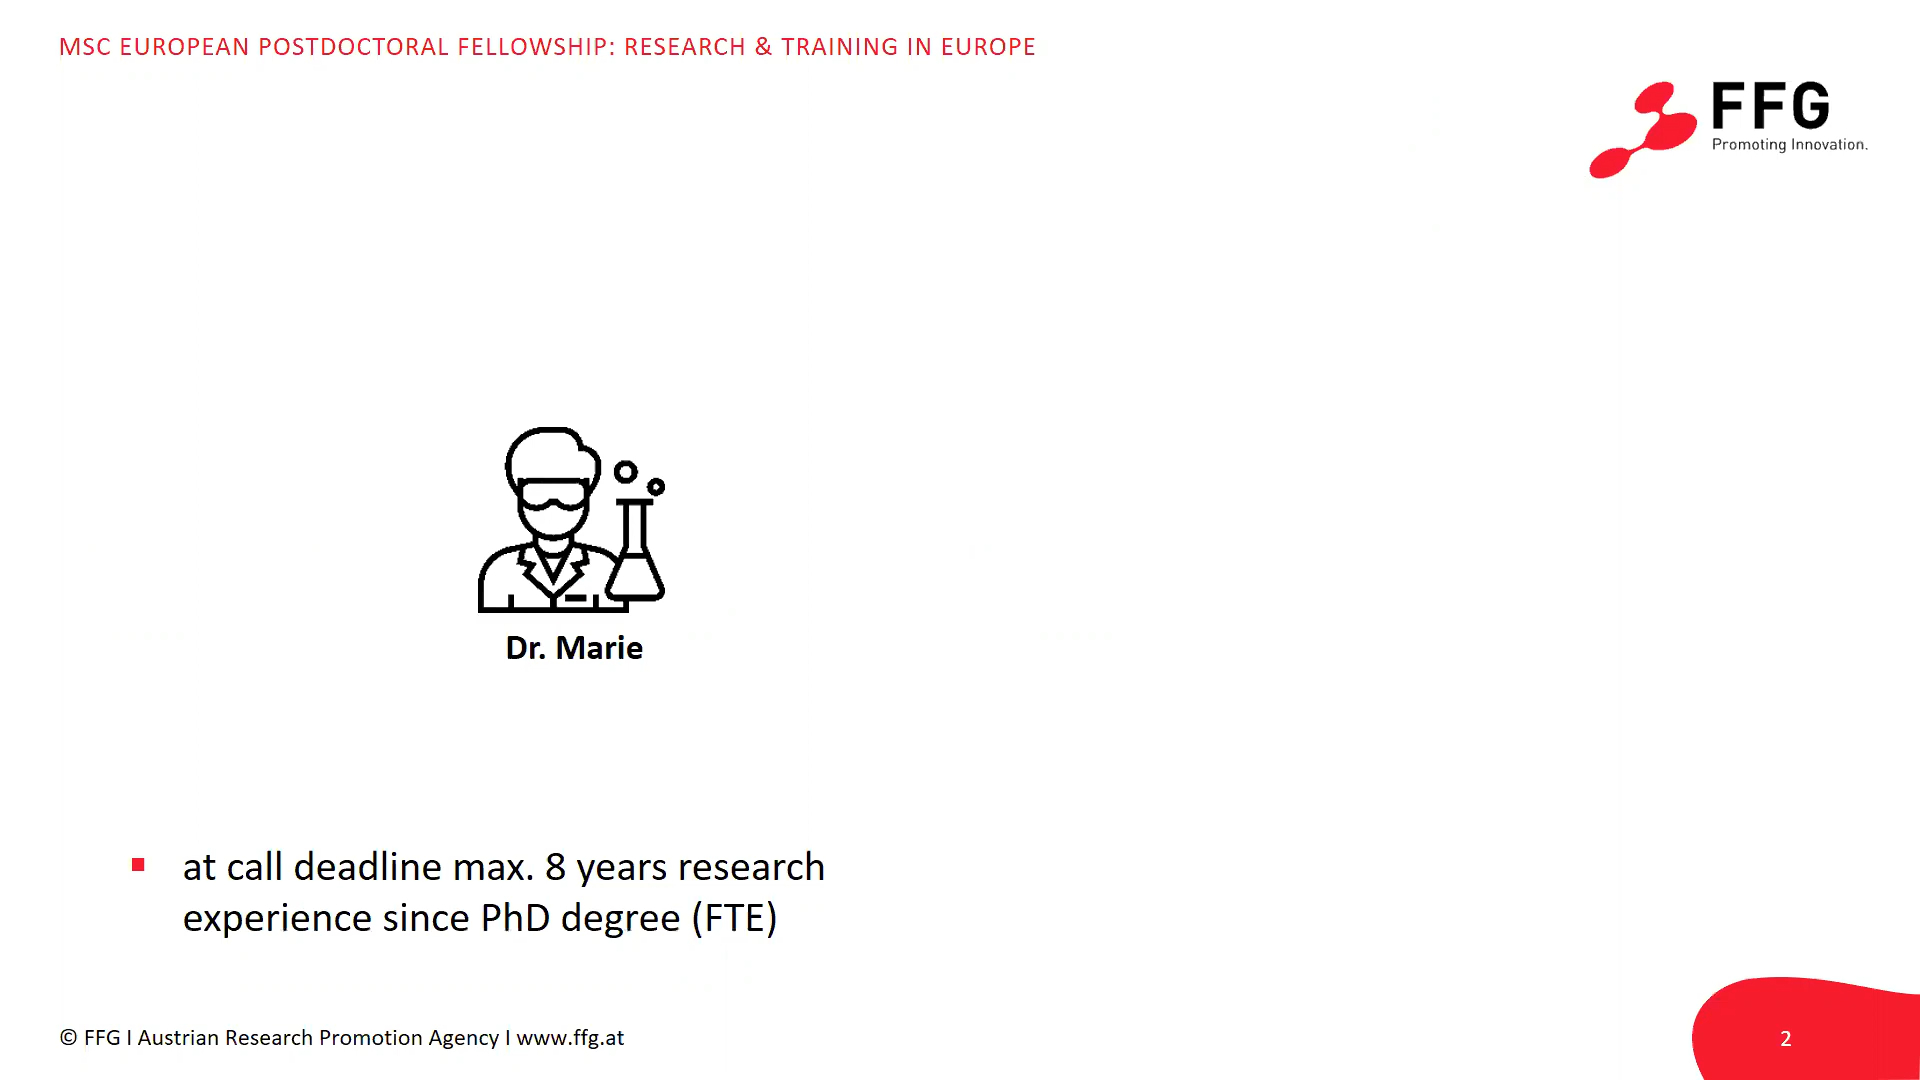 MSC EUROPEAN POSTDOCTORAL FELLOWSHIP: RESEARCH & TRAINING IN EUROPE
FFG
Promoting Innovation.
Dr. Marie
at call deadline max. 8 years research
experience since PhD degree (FTE)
© FFG I Austrian Research Promotion Agency I www.ffg.at
2